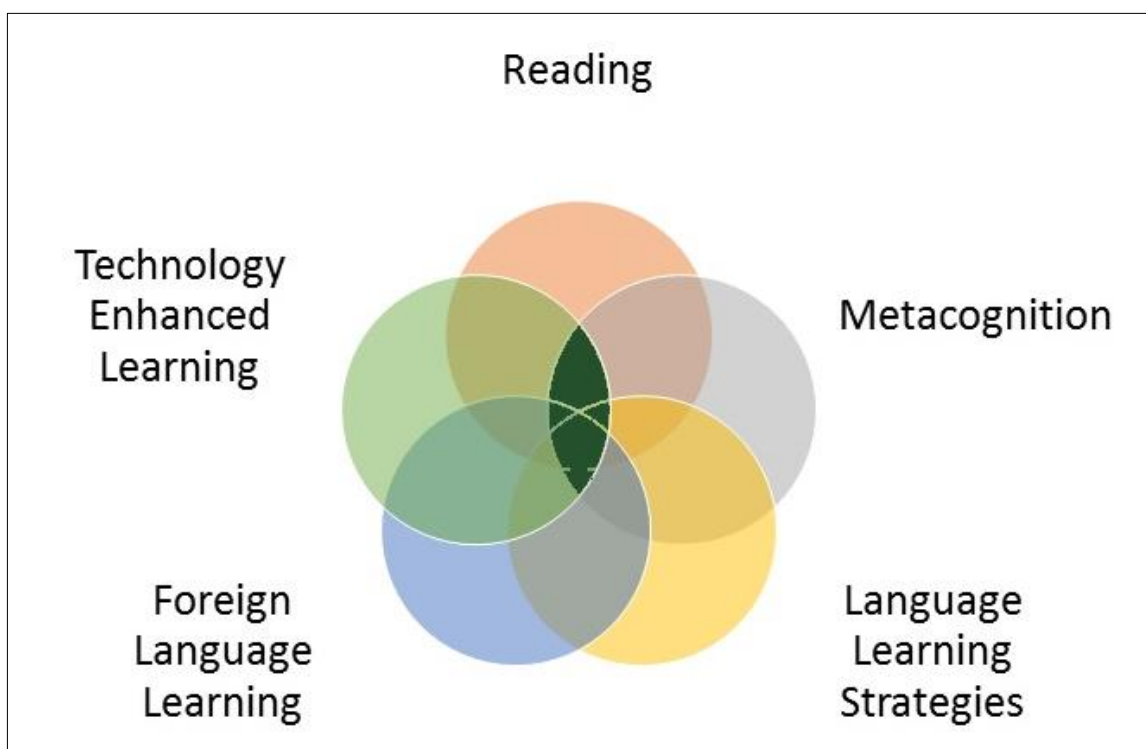 Reading
Technology
Enhanced
Learning
Metacognition
Foreign
Language
Learning
Language
Learning
Strategies